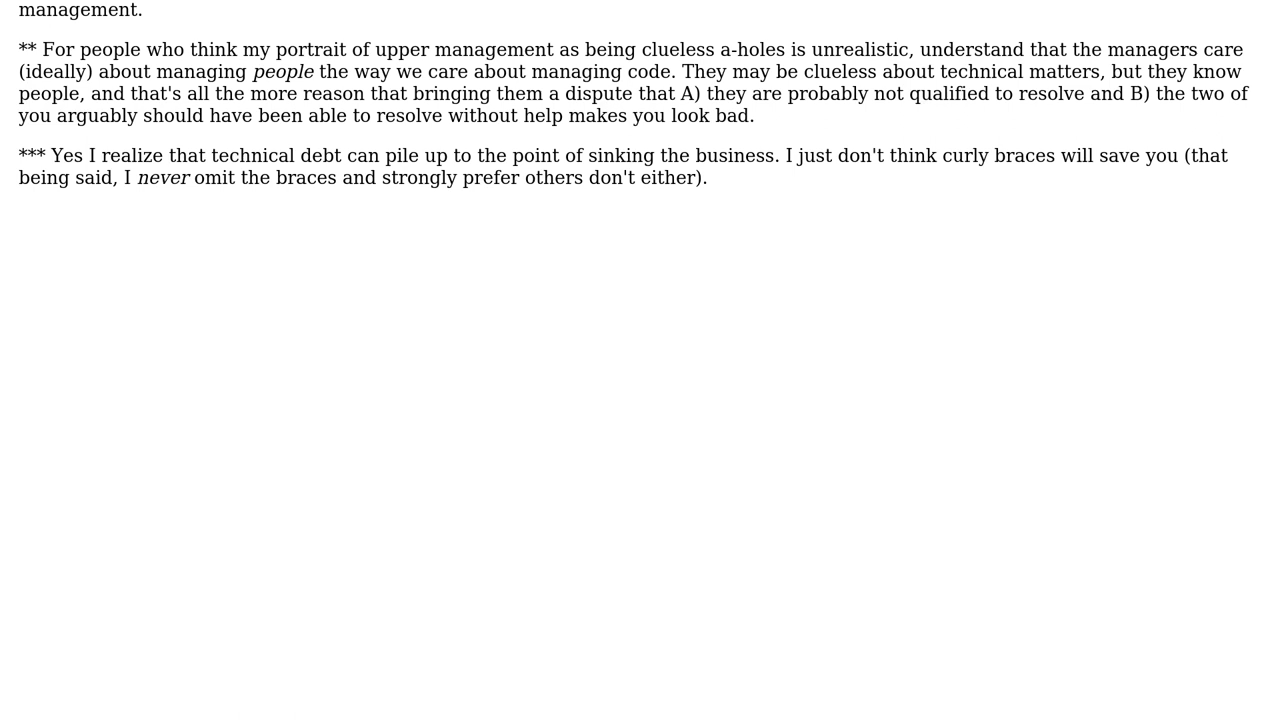 management.
** For people who think my portrait of upper management as being clueless a-holes is unrealistic, understand that the managers care
(ideally) about managing people the way we care about managing code. They may be clueless about technical matters, but they know
people, and that's all the more reason that bringing them a dispute that A) they are probably not qualified to resolve and B) the two of
you arguably should have been able to resolve without help makes you look bad.
*** Yes I realize that technical debt can pile up to the point of sinking the business. I just don't think curly braces will save you (that
being said, I never omit the braces and strongly prefer others don't either).